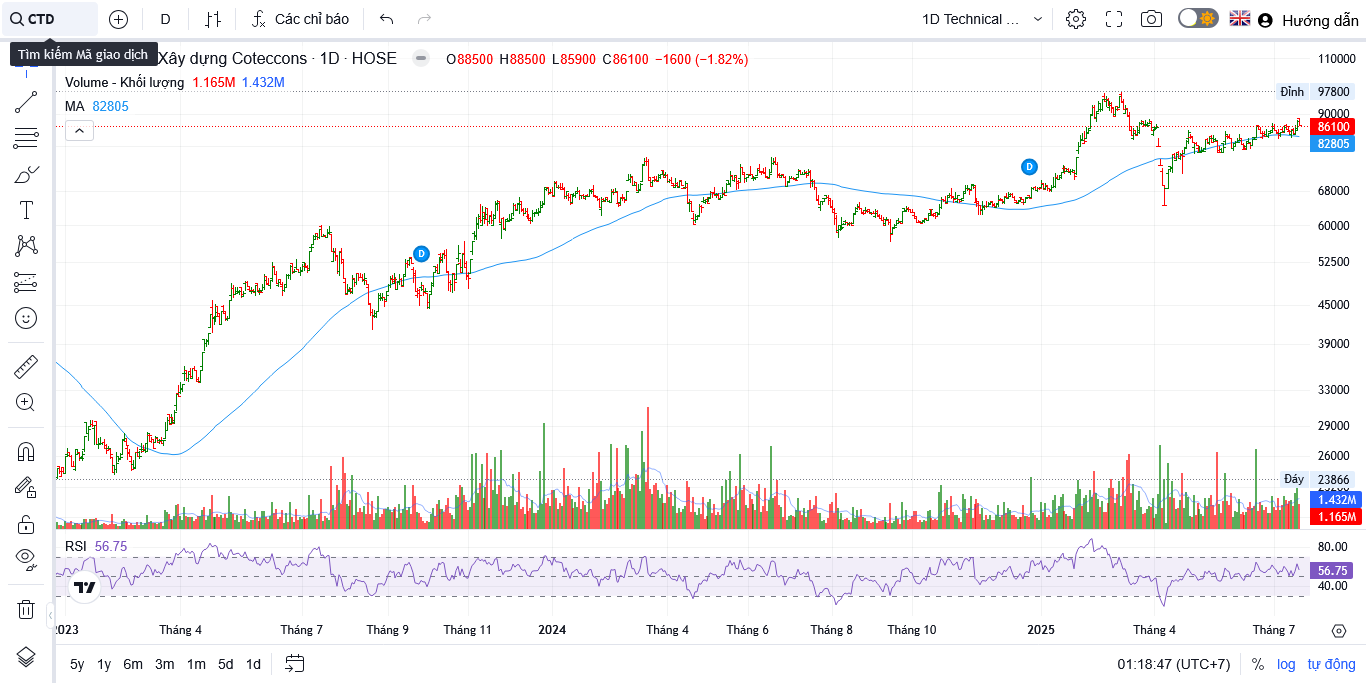 CTD D Các chỉ báo 1D Technical ... Hướng dẫn
Tìm kiếm Mã giao dịch
Xây dựng Coteccons · 1D · HOSE O88500 H88500 L85900 C86100 −1600 (−1.82%)
Volume - Khối lượng 1.165M 1.432M
MA 82805
110000
Đỉnh 97800
90000
86100
82805
D
68000
60000
D
52500
45000
39000
33000
29000
26000
Đáy 23866
1.432M
1.165M
RSI 56.75
80.00
56.75
40.00
2023 Tháng 4 Tháng 7 Tháng 9 Tháng 11 2024 Tháng 4 Tháng 6 Tháng 8 Tháng 10 2025 Tháng 4 Tháng 7
5y 1y 6m 3m 1m 5d 1d 01:18:47 (UTC+7) % log tự động